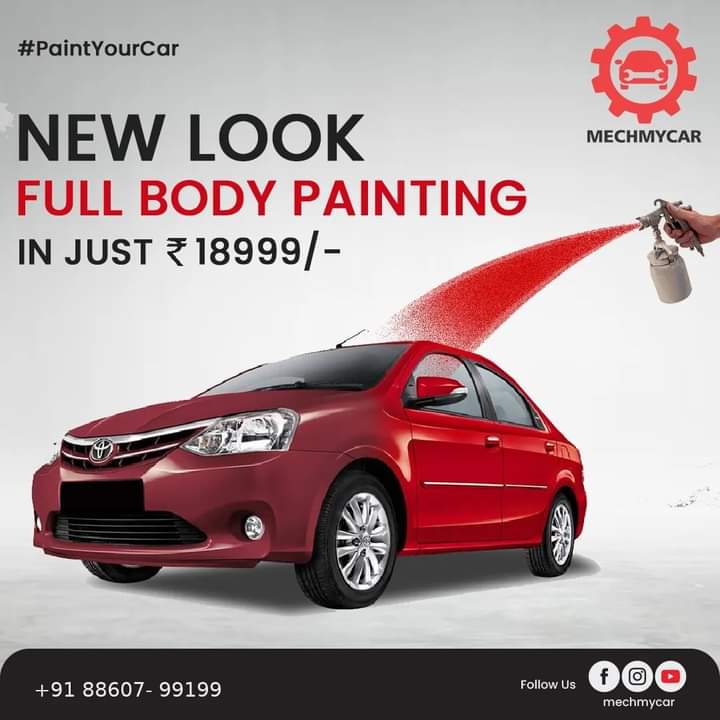 #PaintYourCar
MECHMYCAR
NEW LOOK
FULL BODY PAINTING
IN JUST ₹ 18999/-
+91 88607- 99199
Follow Us
mechmycar